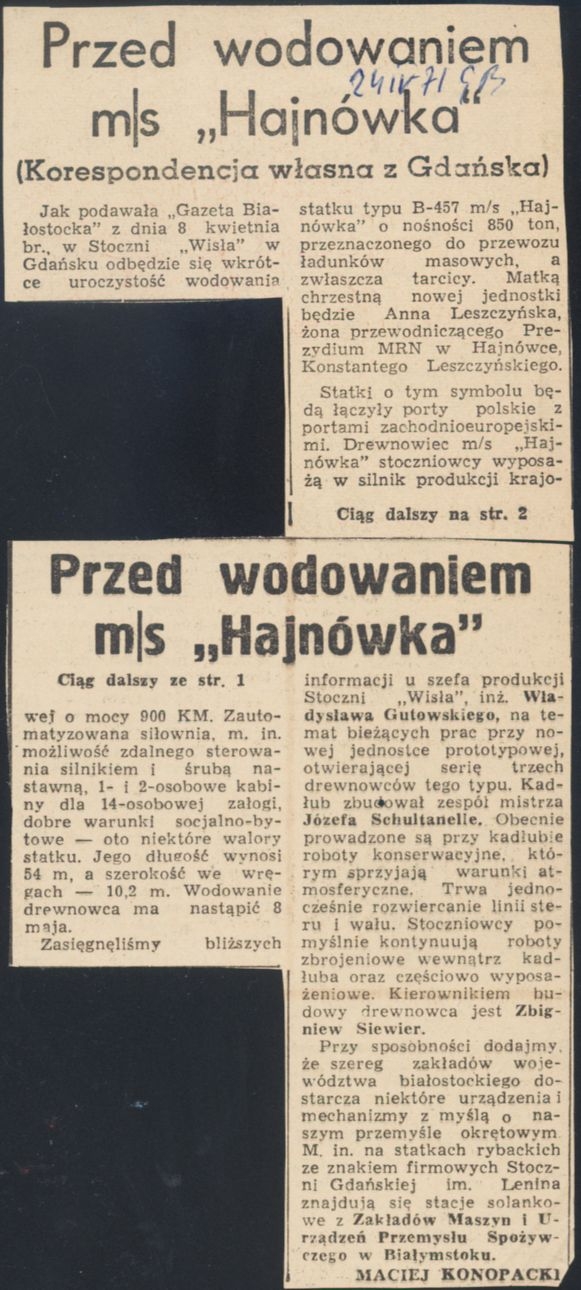 Przed wodowaniem
24 IV 71 GB
m/s „Hajnówka”
(Korespondencja własna z Gdańska)
Jak podawała „Gazeta Bia-
łostocka” z dnia 8 kwietnia
br., w Stoczni „Wisła” w
Gdańsku odbędzie się wkrót-
ce uroczystość wodowania
statku typu B-457 m/s „Haj-
nówka” o nośności 850 ton,
przeznaczonego do przewozu
ładunków masowych, a
zwłaszcza tarcicy. Matką
chrzestną nowej jednostki
będzie Anna Leszczyńska,
żona przewodniczącego Pre-
zydium MRN w Hajnówce,
Konstantego Leszczyńskiego.
Statki o tym symbolu bę-
dą łączyły porty polskie z
portami zachodnioeuropejski-
mi. Drewnowiec m/s „Haj-
nówka” stoczniowcy wyposa-
żą w silnik produkcji krajo-
Ciąg dalszy na str. 2
Przed wodowaniem
m/s „Hajnówka”
Ciąg dalszy ze str. 1
wej o mocy 900 KM. Zauto-
matyzowana siłownia, m. in.
możliwość zdalnego sterowa-
nia silnikiem i śrubą na-
stawną, 1- i 2-osobowe kabi-
ny dla 14-osobowej załogi,
dobre warunki socjalno-by-
towe — oto niektóre walory
statku. Jego długość wynosi
54 m, a szerokość we wrę-
gach — 10,2 m. Wodowanie
drewnowca ma nastąpić 8
maja.
Zasięgnęliśmy bliższych
informacji u szefa produkcji
Stoczni „Wisła”, inż. Wła-
dysława Gutowskiego, na te-
mat bieżących prac przy no-
wej jednostce prototypowej,
otwierającej serię trzech
drewnowców tego typu. Kad-
łub zbudował zespół mistrza
Józefa Schultanelle. Obecnie
prowadzone są przy kadłubie
roboty konserwacyjne, któ-
rym sprzyjają warunki at-
mosferyczne. Trwa jedno-
cześnie rozwiercanie linii ste-
ru i wału. Stoczniowcy po-
myślnie kontynuują roboty
zbrojeniowe wewnątrz kad-
łuba oraz częściowo wyposa-
żeniowe. Kierownikiem bu-
dowy drewnowca jest Zbig-
niew Siewier.
Przy sposobności dodajmy,
że szereg zakładów woje-
wództwa białostockiego do-
starcza niektóre urządzenia i
mechanizmy z myślą o na-
szym przemyśle okrętowym.
M. in. na statkach rybackich
ze znakiem firmowych Stocz-
ni Gdańskiej im. Lenina
znajdują się stacje solanko-
we z Zakładów Maszyn i U-
rządzeń Przemysłu Spożyw-
czego w Białymstoku.
MACIEJ KONOPACKI